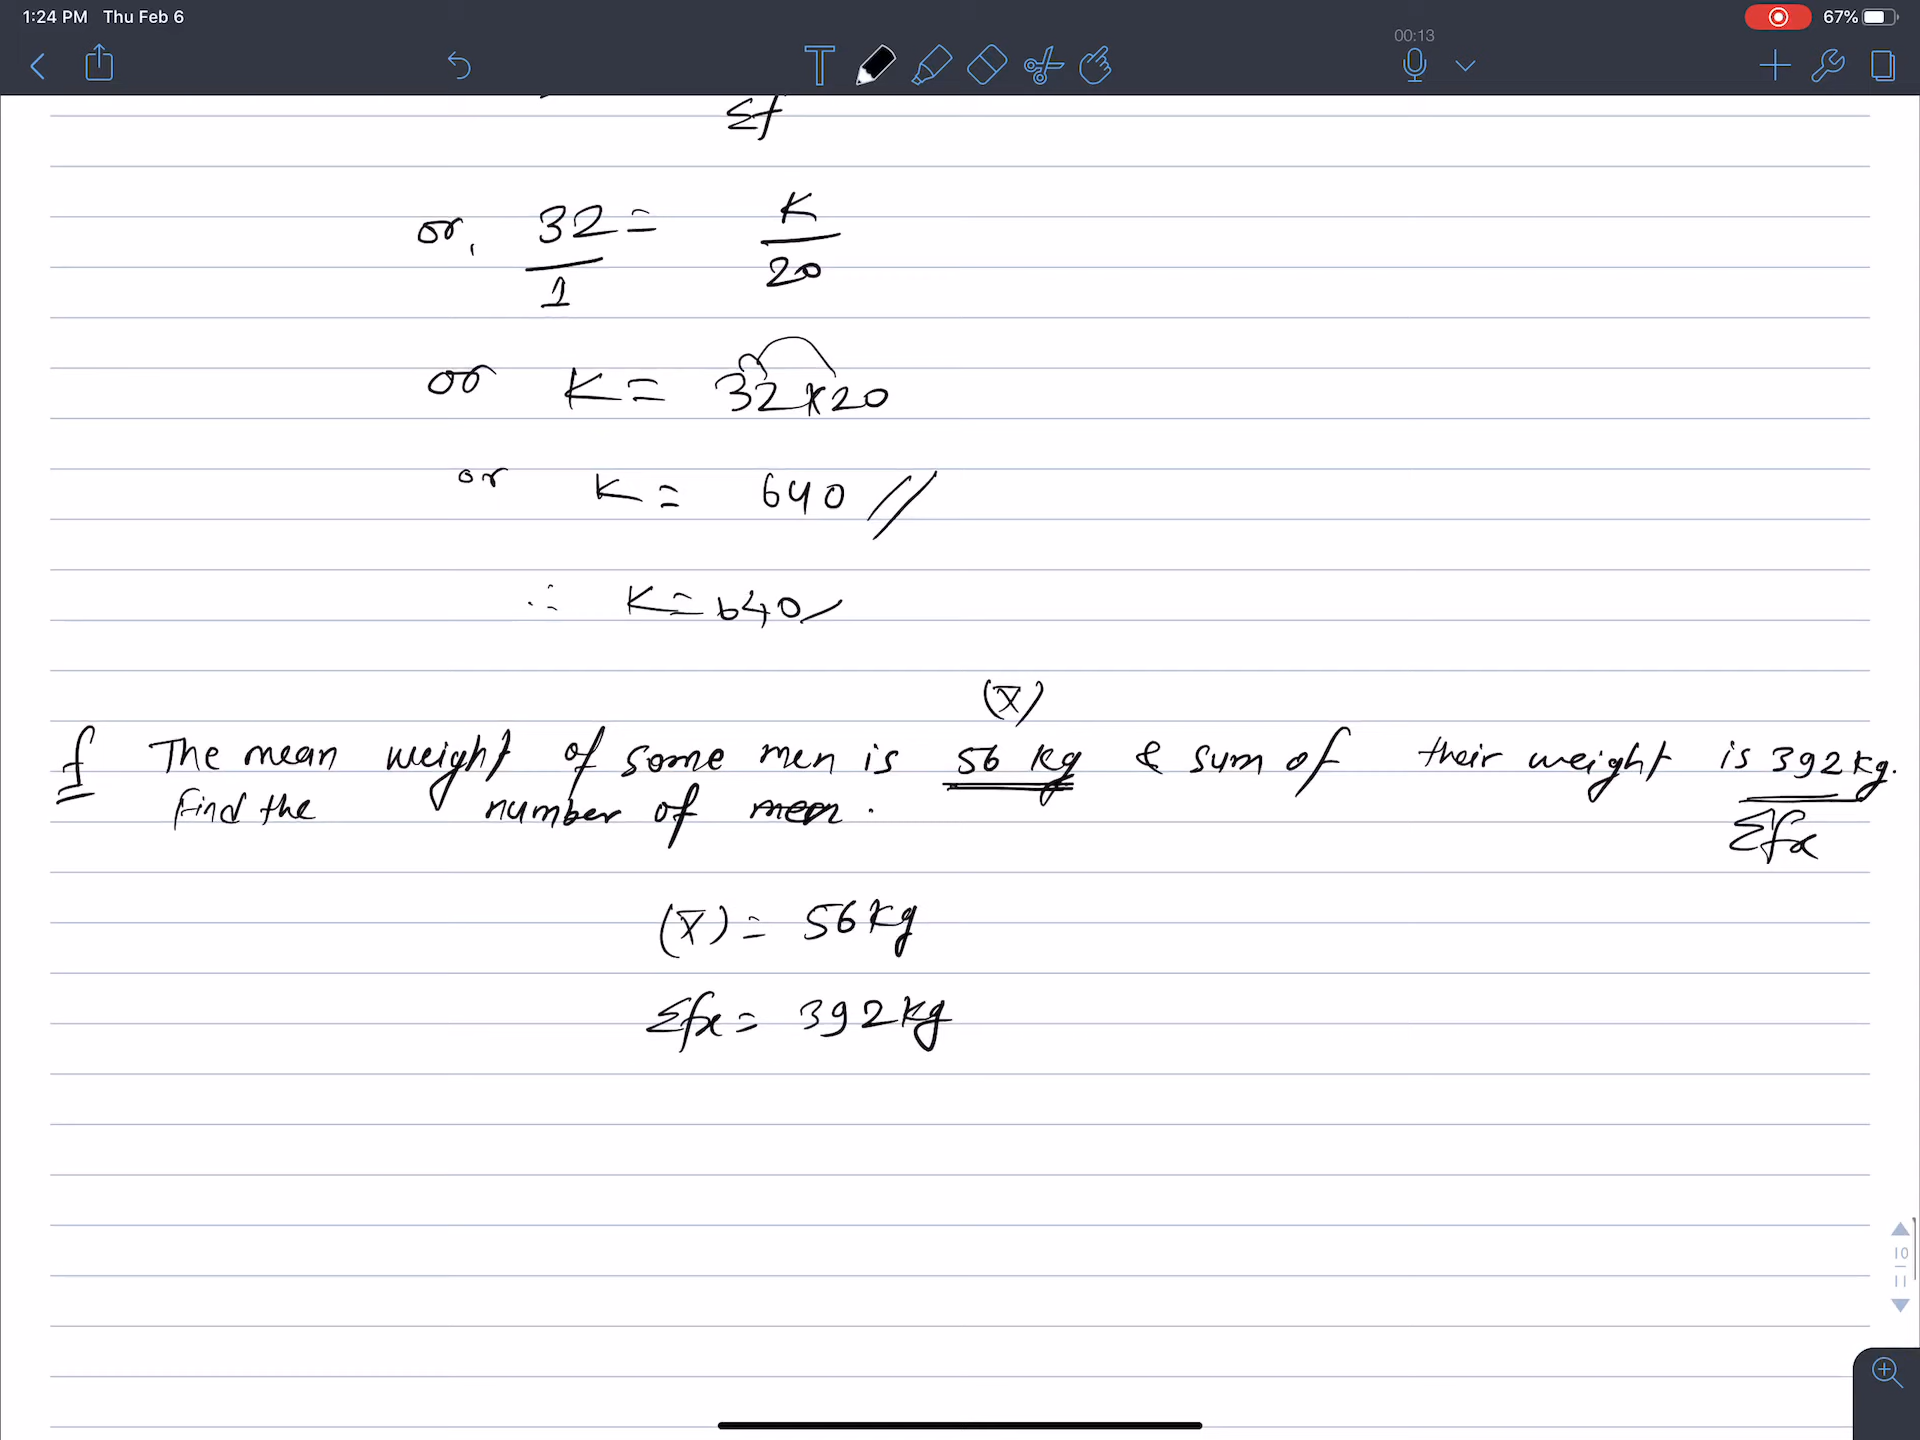 1:24 PM Thu Feb 6
67%
00:13
Σf
or, 32 = K
1 20
or K = 32x20
or K = 640 //
∴ K = 640
(x̄)
f The mean weight of some men is 56 kg & sum of their weight is 392 kg.
Find the number of men.
Σfx
(x̄) = 56 kg
Σfx = 392 kg
10
11